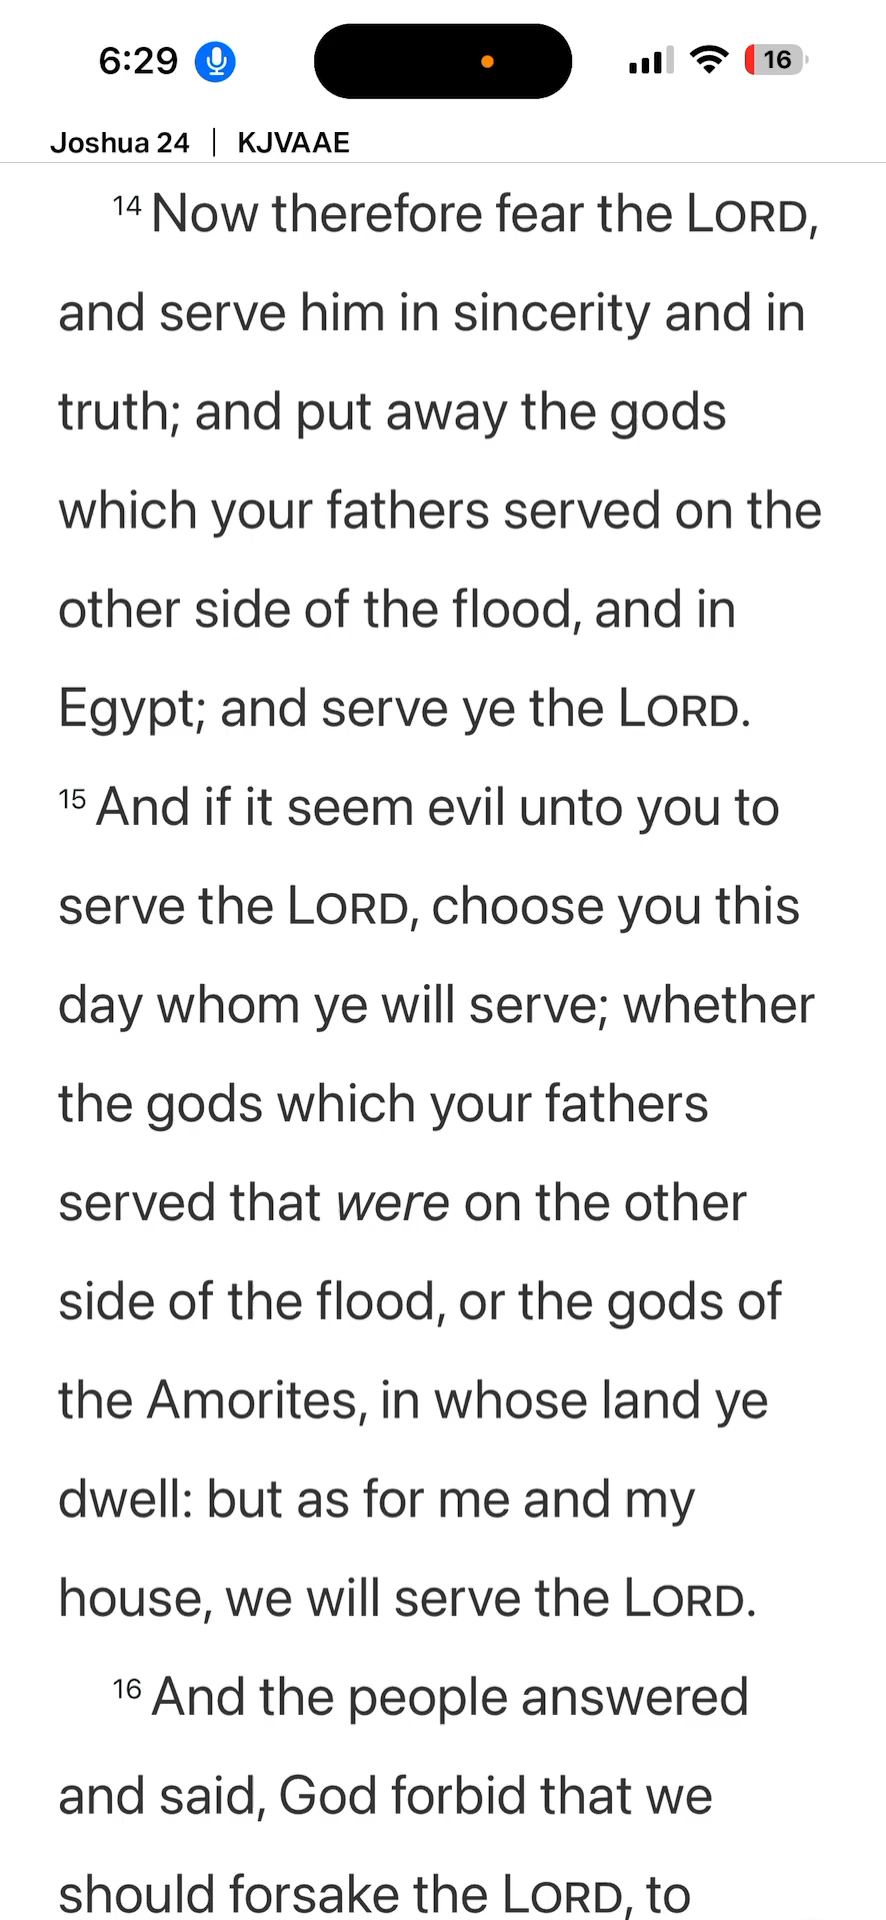 6:29
16
Joshua 24 | KJVAAE
14 Now therefore fear the LORD,
and serve him in sincerity and in
truth; and put away the gods
which your fathers served on the
other side of the flood, and in
Egypt; and serve ye the LORD.
15 And if it seem evil unto you to
serve the LORD, choose you this
day whom ye will serve; whether
the gods which your fathers
served that were on the other
side of the flood, or the gods of
the Amorites, in whose land ye
dwell: but as for me and my
house, we will serve the LORD.
16 And the people answered
and said, God forbid that we
should forsake the LORD, to